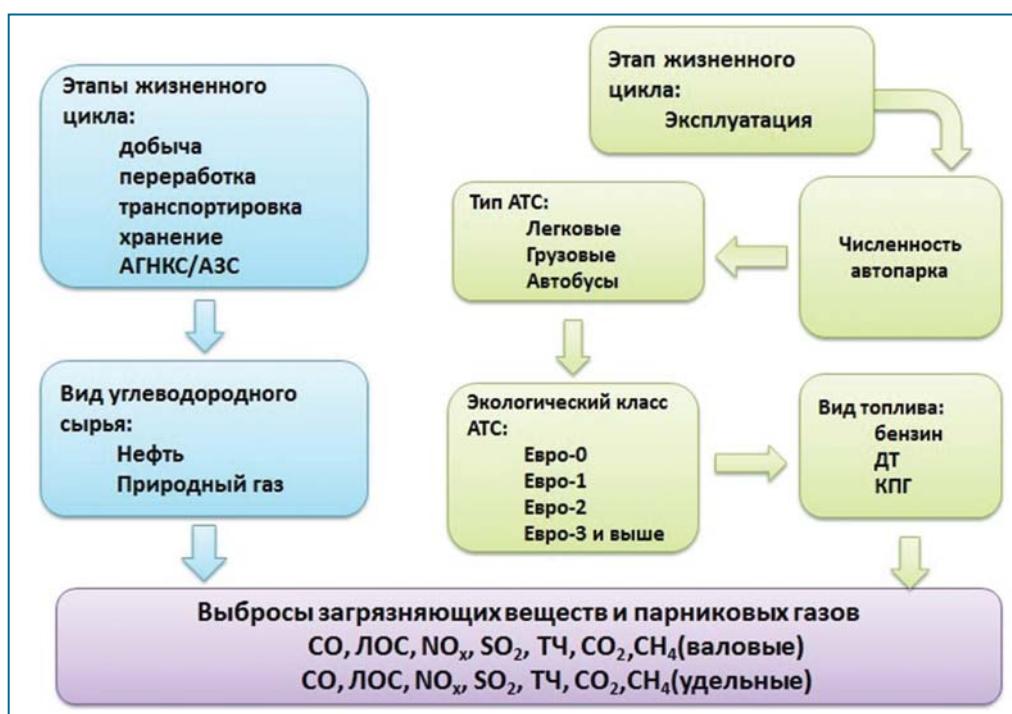 Этапы жизненного
цикла:
добыча
переработка
транспортировка
хранение
АГНКС/АЗС
Вид углеводородного
сырья:
Нефть
Природный газ
Этап жизненного
цикла:
Эксплуатация
Численность
автопарка
Тип АТС:
Легковые
Грузовые
Автобусы
Экологический класс
АТС:
Евро-0
Евро-1
Евро-2
Евро-3 и выше
Вид топлива:
бензин
ДТ
КПГ
Выбросы загрязняющих веществ и парниковых газов
СО, ЛОС, NOₓ, SO₂, ТЧ, CO₂,CH₄(валовые)
СО, ЛОС, NOₓ, SO₂, ТЧ, CO₂,CH₄(удельные)